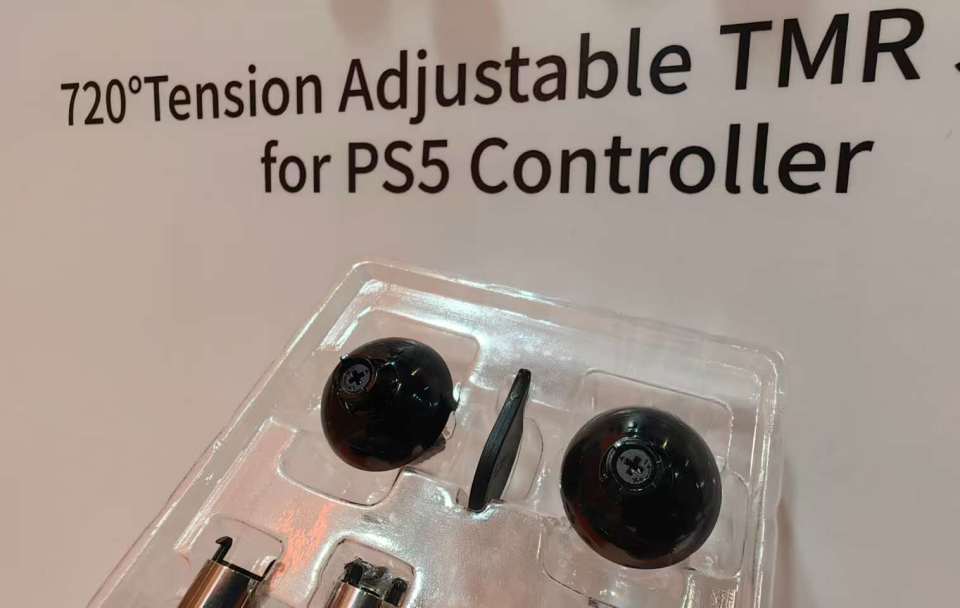 720°Tension Adjustable TMR
for PS5 Controller